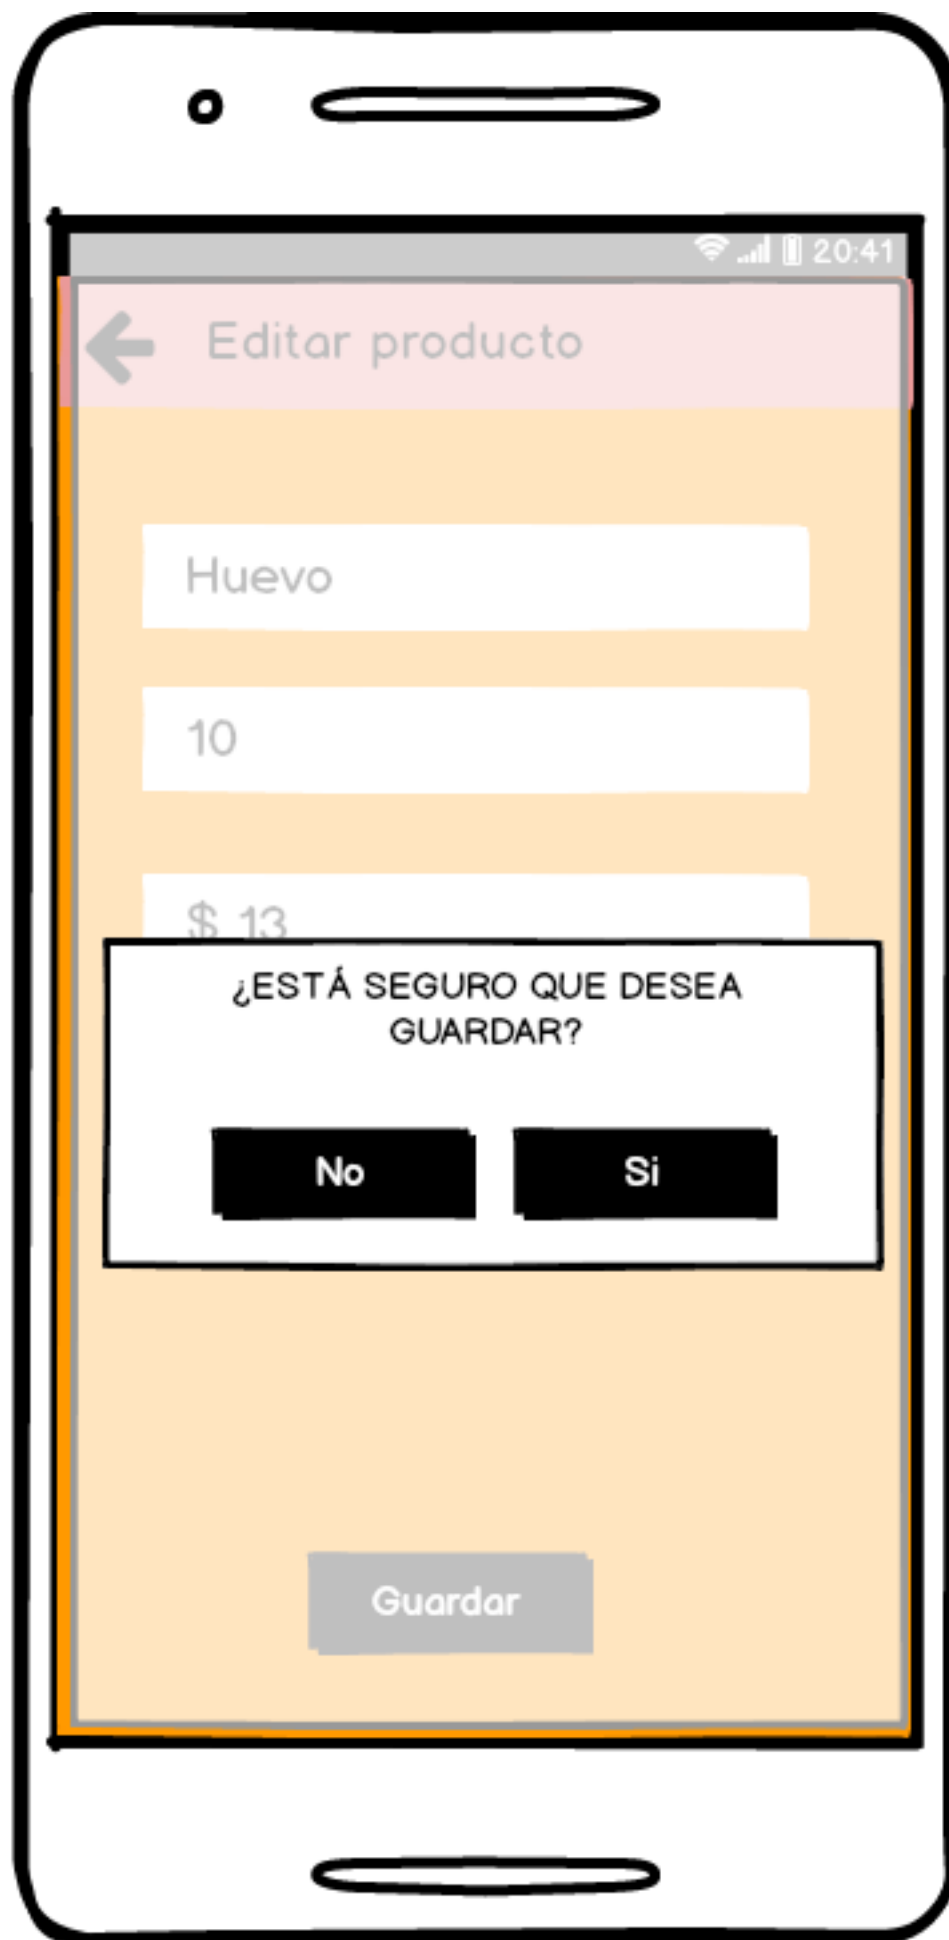 20:41
Editar producto
Huevo
10
$ 13
¿ESTÁ SEGURO QUE DESEA
GUARDAR?
No
Si
Guardar